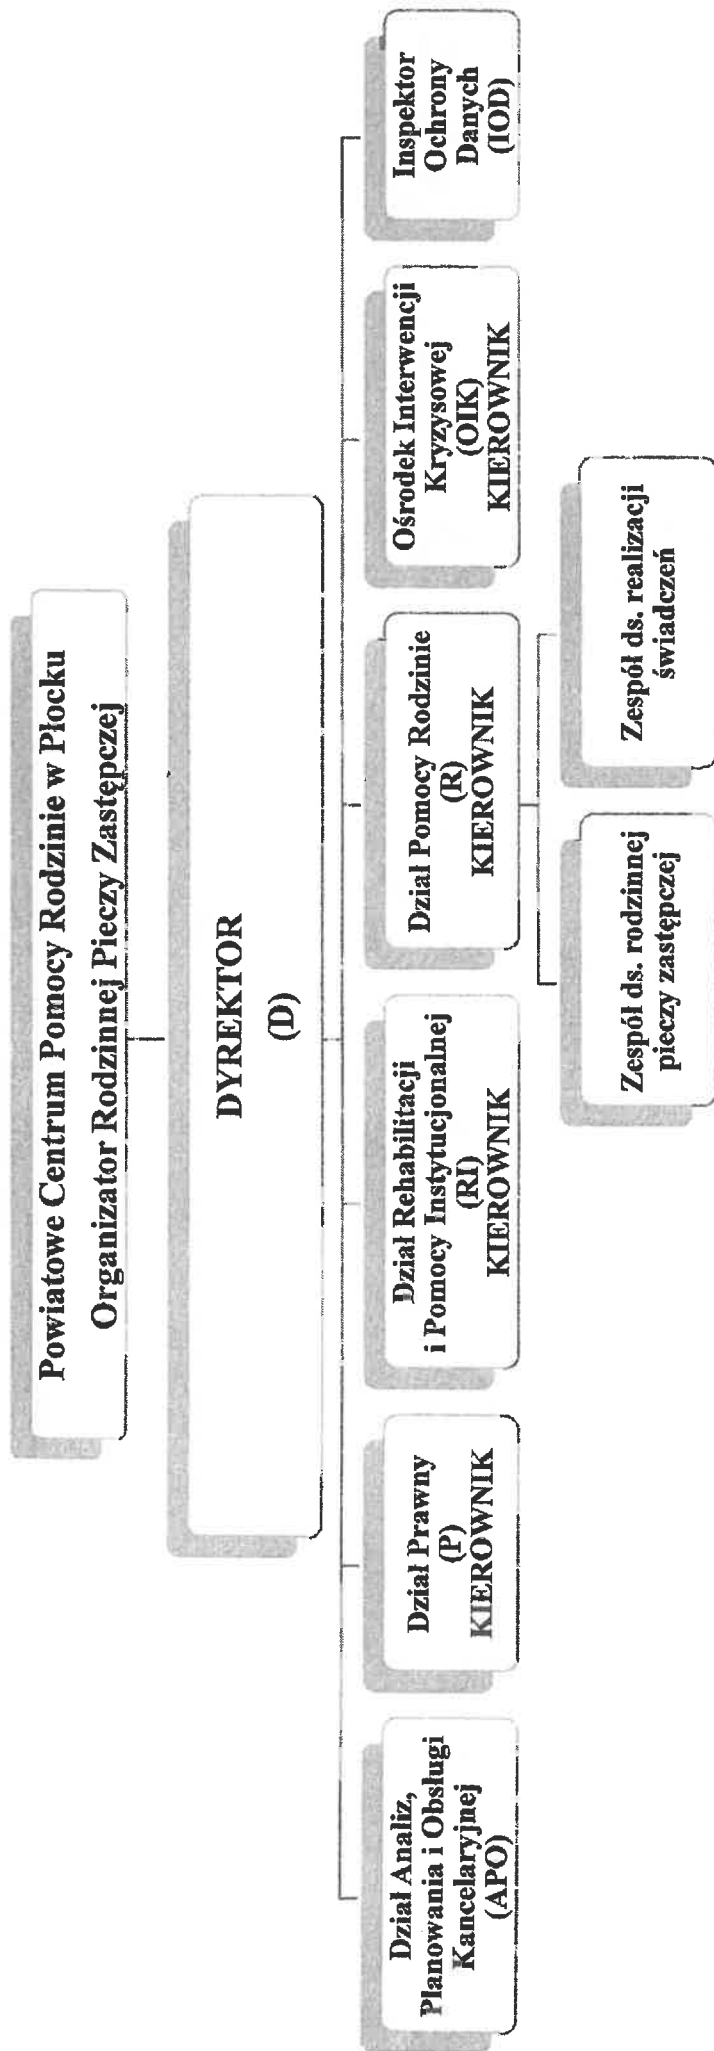 Powiatowe Centrum Pomocy Rodzinie w Płocku
Organizator Rodzinnej Pieczy Zastępczej
DYREKTOR
(D)
Dział Analiz,
Planowania i Obsługi
Kancelaryjnej
(APO)
Dział Prawny
(P)
KIEROWNIK
Dział Rehabilitacji
i Pomocy Instytucjonalnej
(RI)
KIEROWNIK
Dział Pomocy Rodzinie
(R)
KIEROWNIK
Ośrodek Interwencji
Kryzysowej
(OIK)
KIEROWNIK
Inspektor
Ochrony
Danych
(IOD)
Zespół ds. rodzinnej
pieczy zastępczej
Zespół ds. realizacji
świadczeń